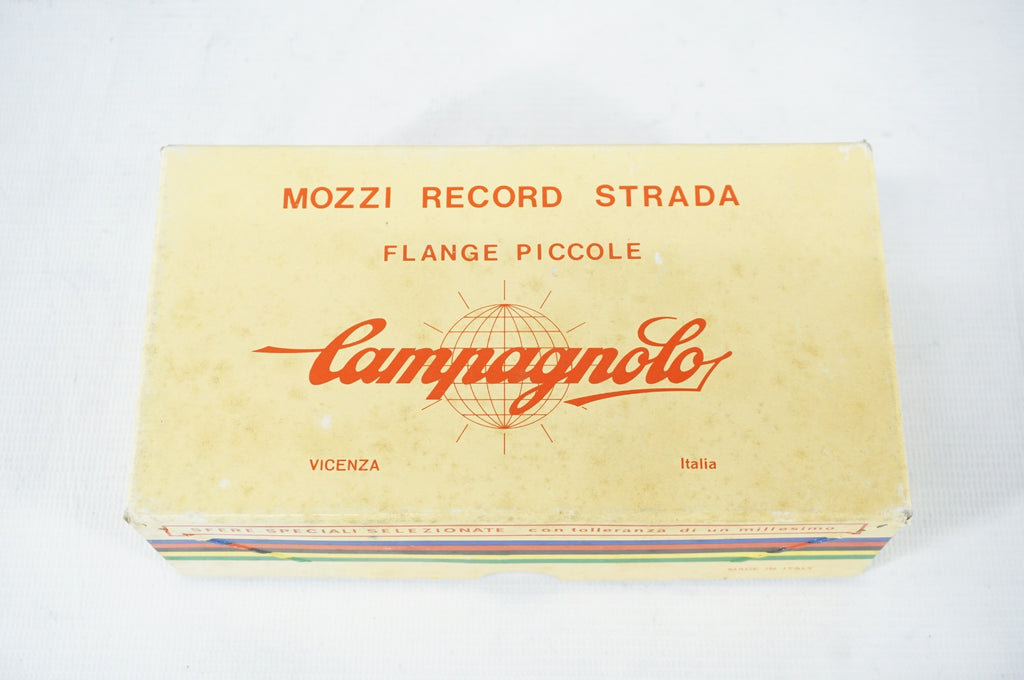 MOZZI RECORD STRADA
FLANGE PICCOLE
Campagnolo
VICENZA Italia
SFERE SPECIALI SELEZIONATE con tolleranza di un millesimo
MADE IN ITALY